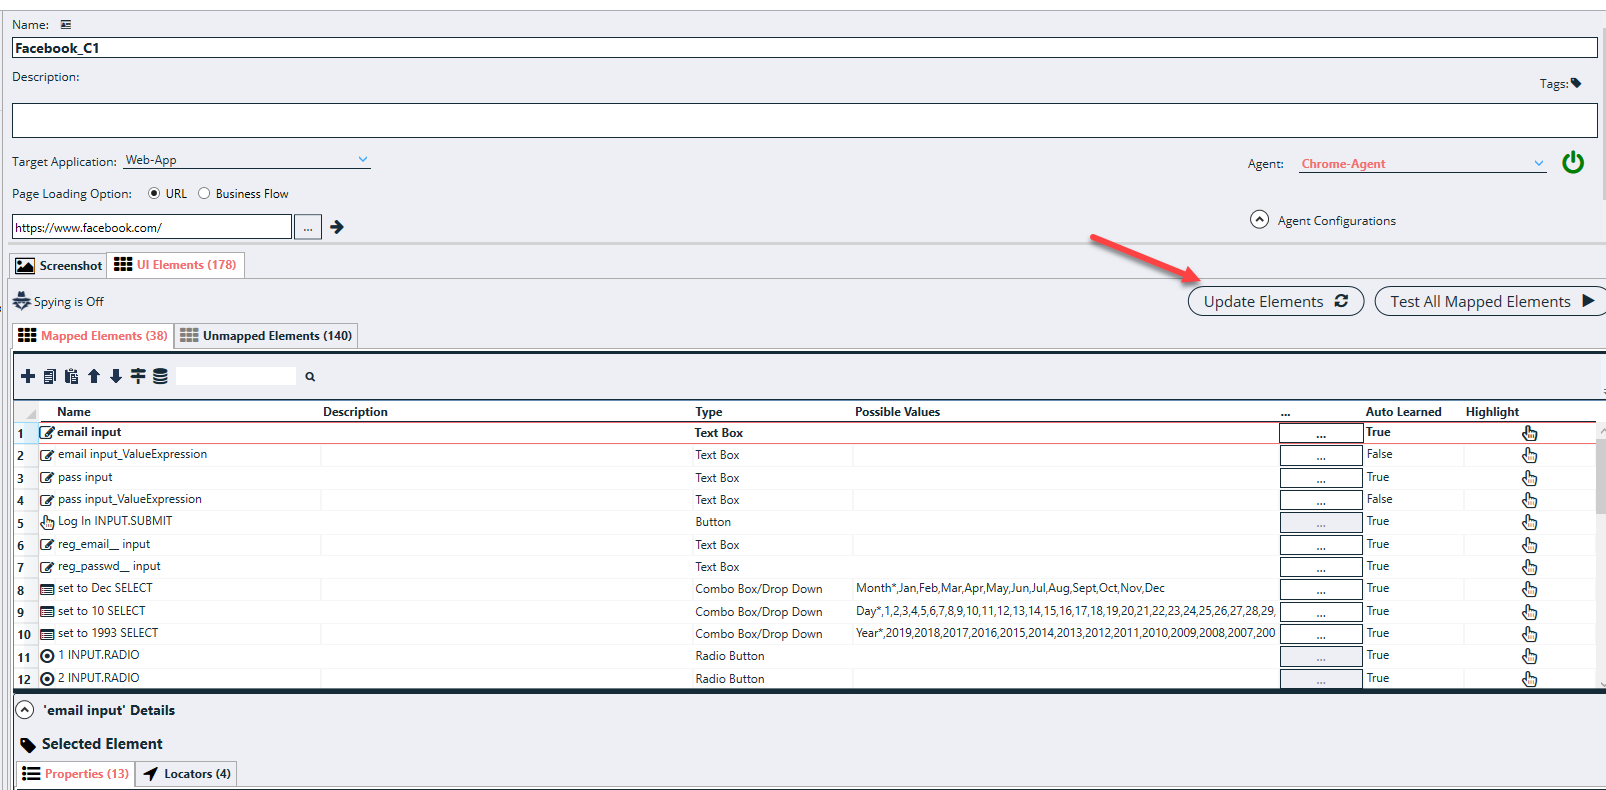 Name:
Facebook_C1
Description:
Tags:
Target Application: Web-App
Agent: Chrome-Agent
Page Loading Option: URL Business Flow
https://www.facebook.com/ ...
Agent Configurations
Screenshot UI Elements (178)
Spying is Off
Update Elements Test All Mapped Elements
Mapped Elements (38) Unmapped Elements (140)
Name Description Type Possible Values ... Auto Learned Highlight
1 email input Text Box ... True
2 email input_ValueExpression Text Box ... False
3 pass input Text Box ... True
4 pass input_ValueExpression Text Box ... False
5 Log In INPUT.SUBMIT Button ... True
6 reg_email__ input Text Box ... True
7 reg_passwd__ input Text Box ... True
8 set to Dec SELECT Combo Box/Drop Down Month*,Jan,Feb,Mar,Apr,May,Jun,Jul,Aug,Sept,Oct,Nov,Dec ... True
9 set to 10 SELECT Combo Box/Drop Down Day*,1,2,3,4,5,6,7,8,9,10,11,12,13,14,15,16,17,18,19,20,21,22,23,24,25,26,27,28,29, ... True
10 set to 1993 SELECT Combo Box/Drop Down Year*,2019,2018,2017,2016,2015,2014,2013,2012,2011,2010,2009,2008,2007,200 ... True
11 1 INPUT.RADIO Radio Button ... True
12 2 INPUT.RADIO Radio Button ... True
'email input' Details
Selected Element
Properties (13) Locators (4)